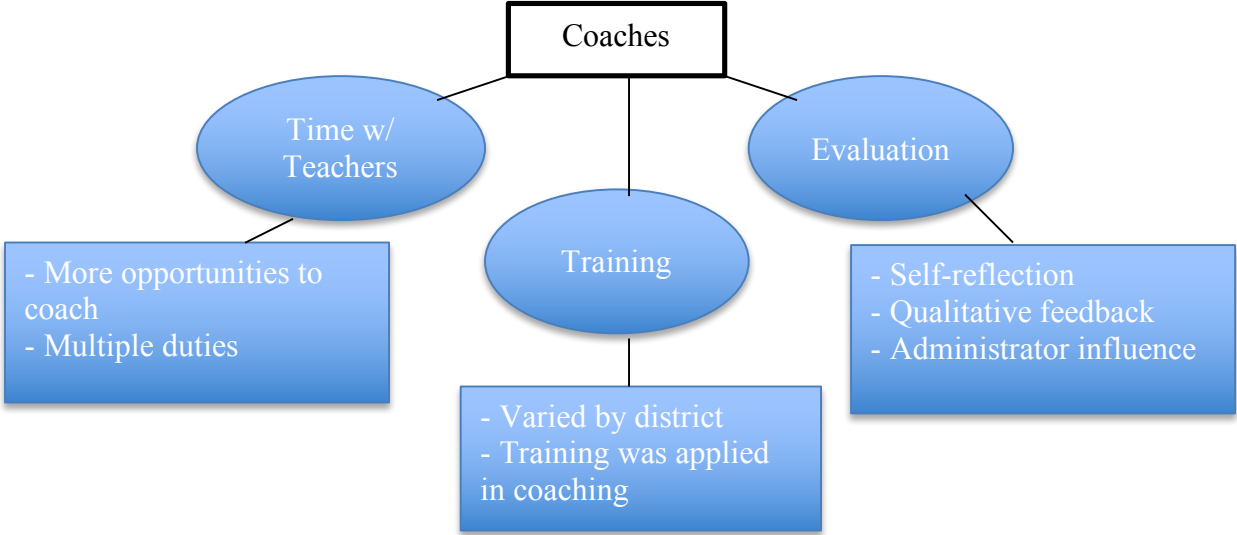 Coaches
Time w/
Teachers
Evaluation
Training
- More opportunities to
coach
- Multiple duties
- Self-reflection
- Qualitative feedback
- Administrator influence
- Varied by district
- Training was applied
in coaching